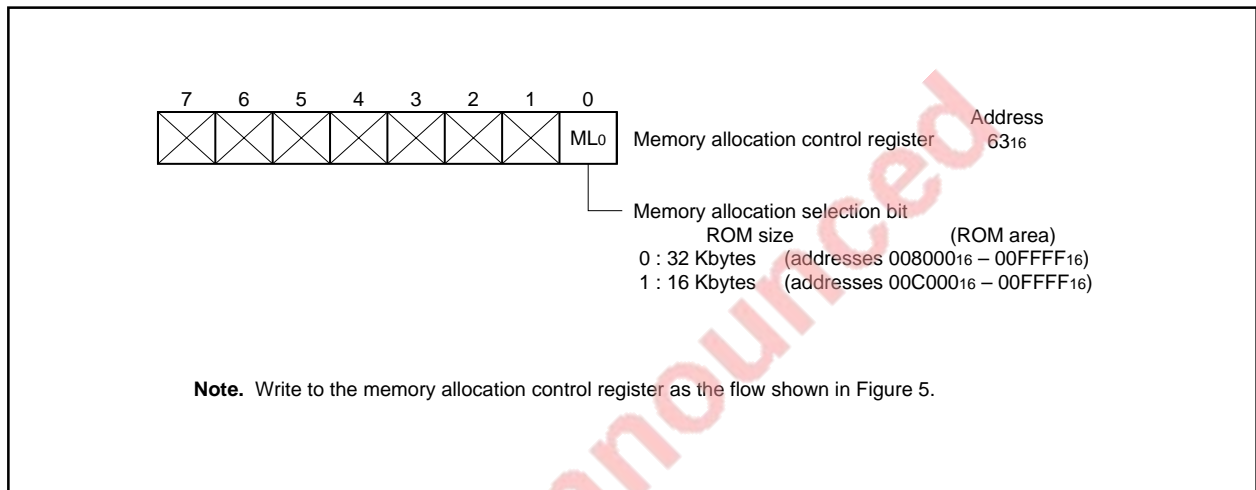 7 6 5 4 3 2 1 0
Address
ML0 Memory allocation control register 6316
Memory allocation selection bit
ROM size (ROM area)
0 : 32 Kbytes (addresses 00800016 – 00FFFF16)
1 : 16 Kbytes (addresses 00C00016 – 00FFFF16)
Note. Write to the memory allocation control register as the flow shown in Figure 5.
nounced